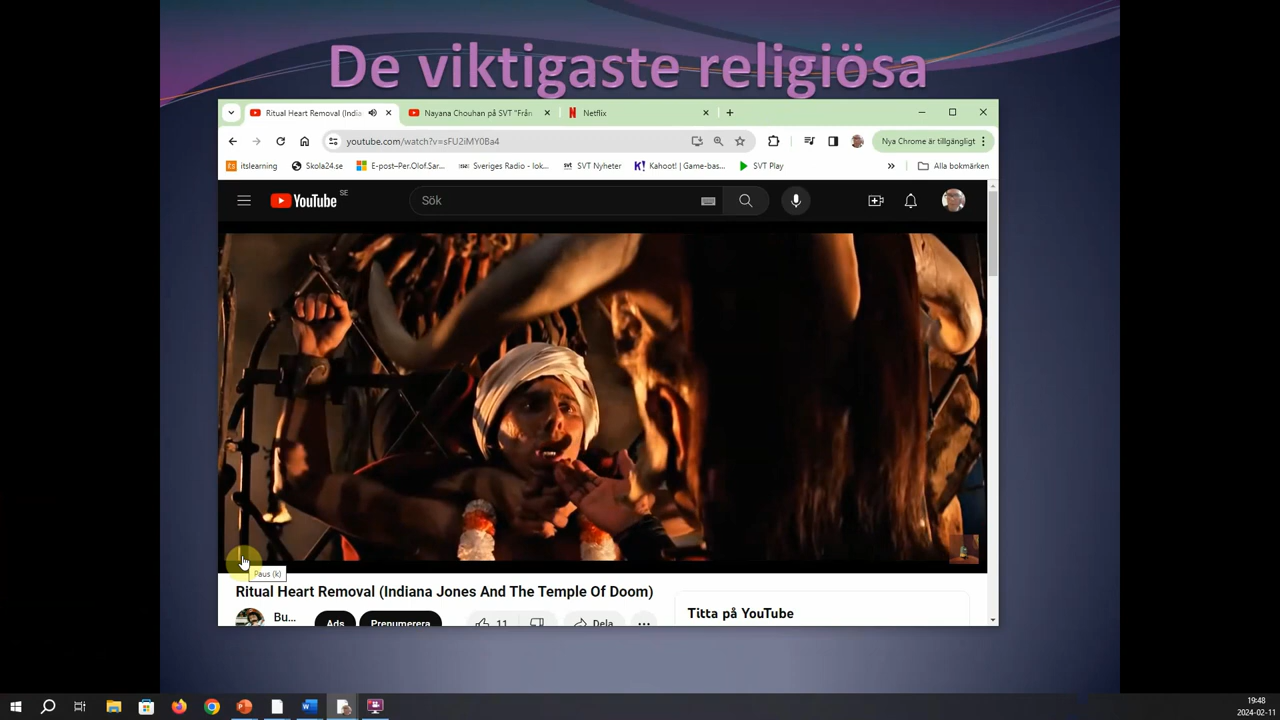 De viktigaste religiösa
Ritual Heart Removal (India
Nayana Chouhan på SVT "Från
Netflix
youtube.com/watch?v=sFU2iMY0Ba4
Nya Chrome är tillgängligt
itslearning
Skola24.se
E-post–Per.Olof.Sar...
Sveriges Radio - lok...
SVT Nyheter
Kahoot! | Game-bas...
SVT Play
»
Alla bokmärken
YouTube SE
Sök
Paus (k)
Ritual Heart Removal (Indiana Jones And The Temple Of Doom)
Bu...
Ads
Prenumerera
11
Dela
Titta på YouTube
19:48
2024-02-11